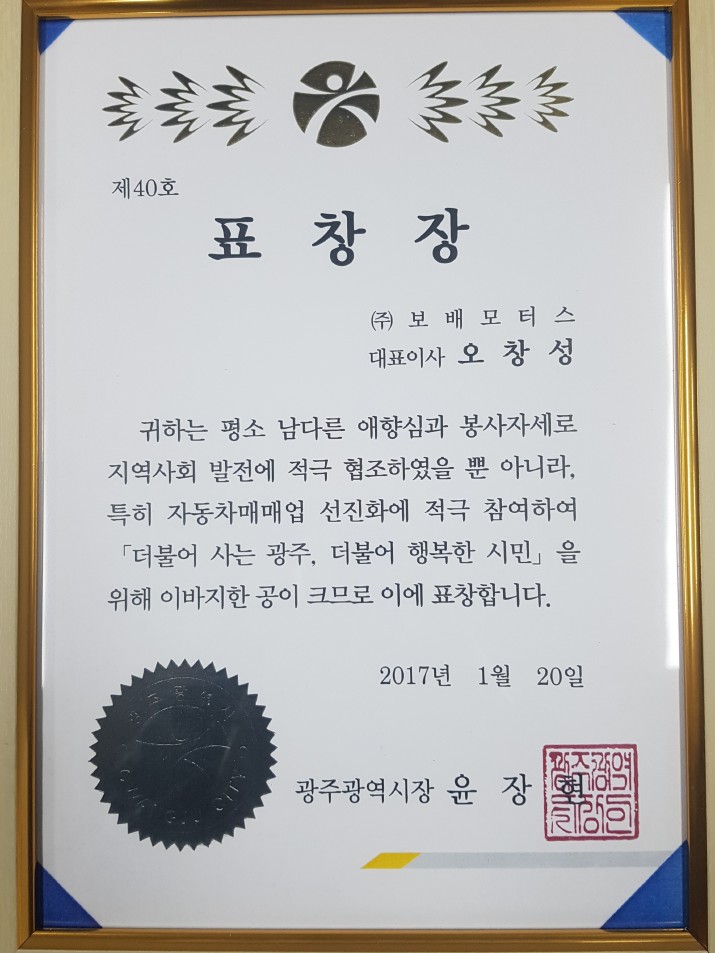 제40호
표 창 장
㈜ 보 배 모 터 스
대표이사 오 창 성
귀하는 평소 남다른 애향심과 봉사자세로
지역사회 발전에 적극 협조하였을 뿐 아니라,
특히 자동차매매업 선진화에 적극 참여하여
「더불어 사는 광주, 더불어 행복한 시민」을
위해 이바지한 공이 크므로 이에 표창합니다.
2017년 1월 20일
광주광역시장 윤 장 현